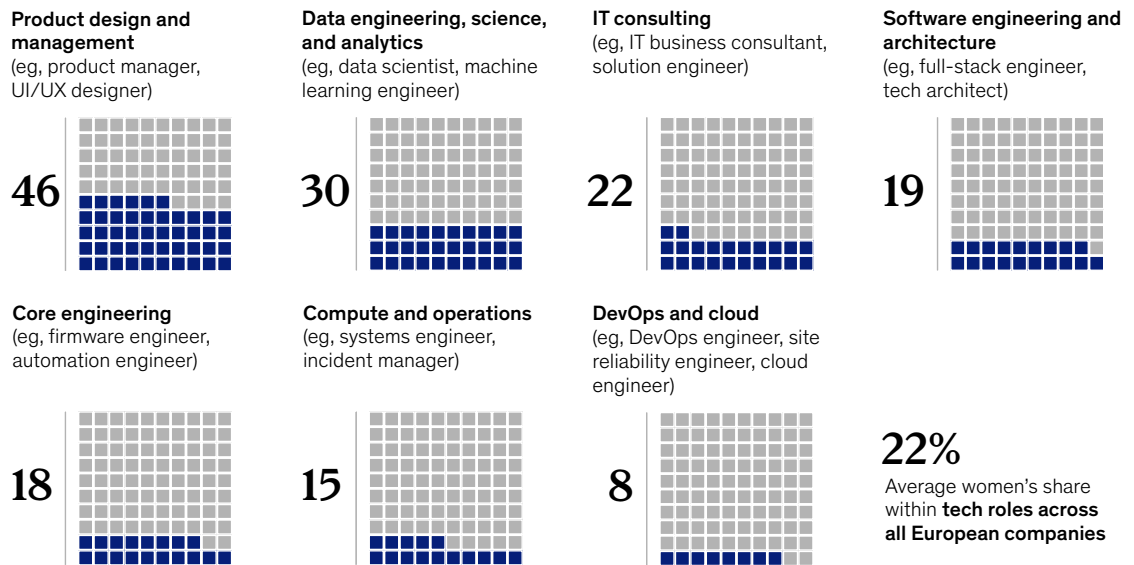 Product design and
management
(eg, product manager,
UI/UX designer)
46
Data engineering, science,
and analytics
(eg, data scientist, machine
learning engineer)
30
IT consulting
(eg, IT business consultant,
solution engineer)
22
Software engineering and
architecture
(eg, full-stack engineer,
tech architect)
19
Core engineering
(eg, firmware engineer,
automation engineer)
18
Compute and operations
(eg, systems engineer,
incident manager)
15
DevOps and cloud
(eg, DevOps engineer, site
reliability engineer, cloud
engineer)
8
22%
Average women’s share
within tech roles across
all European companies